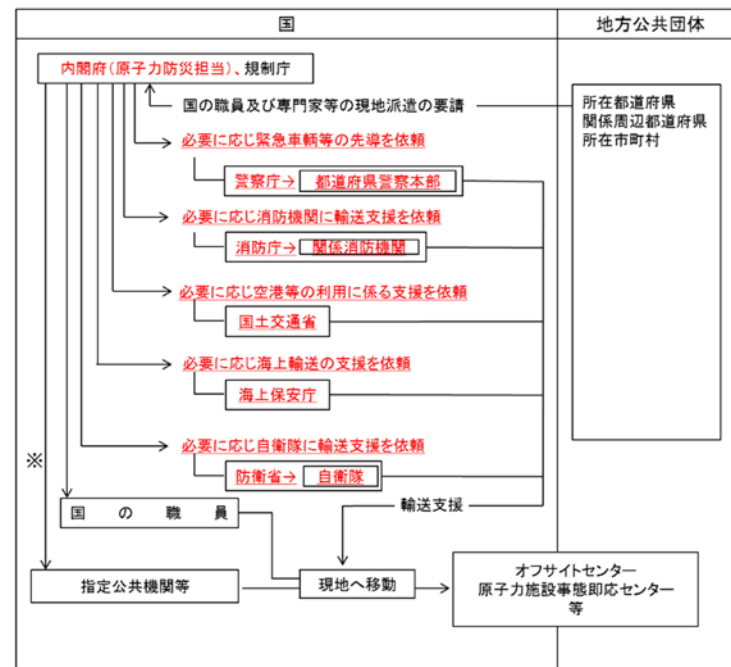 国
地方公共団体
内閣府(原子力防災担当)、規制庁
国の職員及び専門家等の現地派遣の要請
所在都道府県
関係周辺都道府県
所在市町村
必要に応じ緊急車輌等の先導を依頼
警察庁→ 都道府県警察本部
必要に応じ消防機関に輸送支援を依頼
消防庁→ 関係消防機関
必要に応じ空港等の利用に係る支援を依頼
国土交通省
必要に応じ海上輸送の支援を依頼
海上保安庁
必要に応じ自衛隊に輸送支援を依頼
※
防衛省→ 自衛隊
輸送支援
国の職員
指定公共機関等
現地へ移動
オフサイトセンター
原子力施設事態即応センター
等